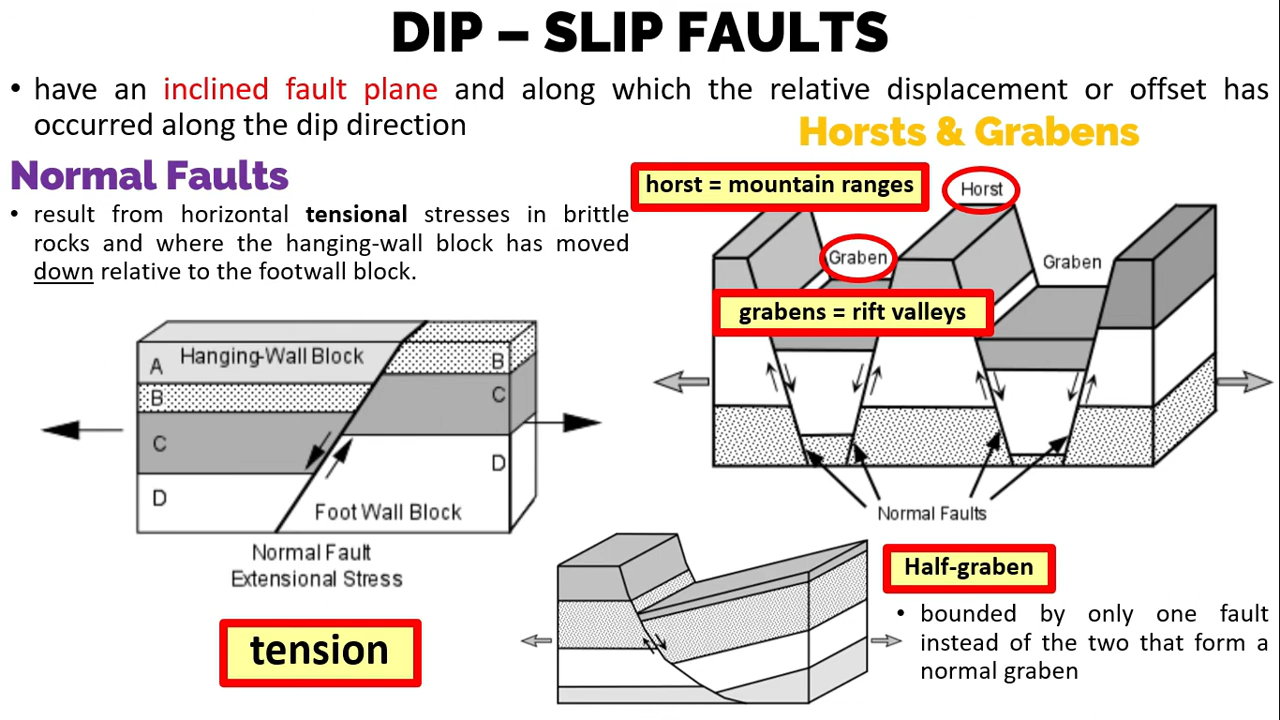 DIP – SLIP FAULTS
• have an inclined fault plane and along which the relative displacement or offset has
occurred along the dip direction
Horsts & Grabens
Normal Faults
• result from horizontal tensional stresses in brittle
rocks and where the hanging-wall block has moved
down relative to the footwall block.
horst = mountain ranges
Horst
Graben
Graben
grabens = rift valleys
A
Hanging-Wall Block
B
B
C
C
D
D
Foot Wall Block
Normal Fault
Extensional Stress
Normal Faults
tension
Half-graben
• bounded by only one fault
instead of the two that form a
normal graben